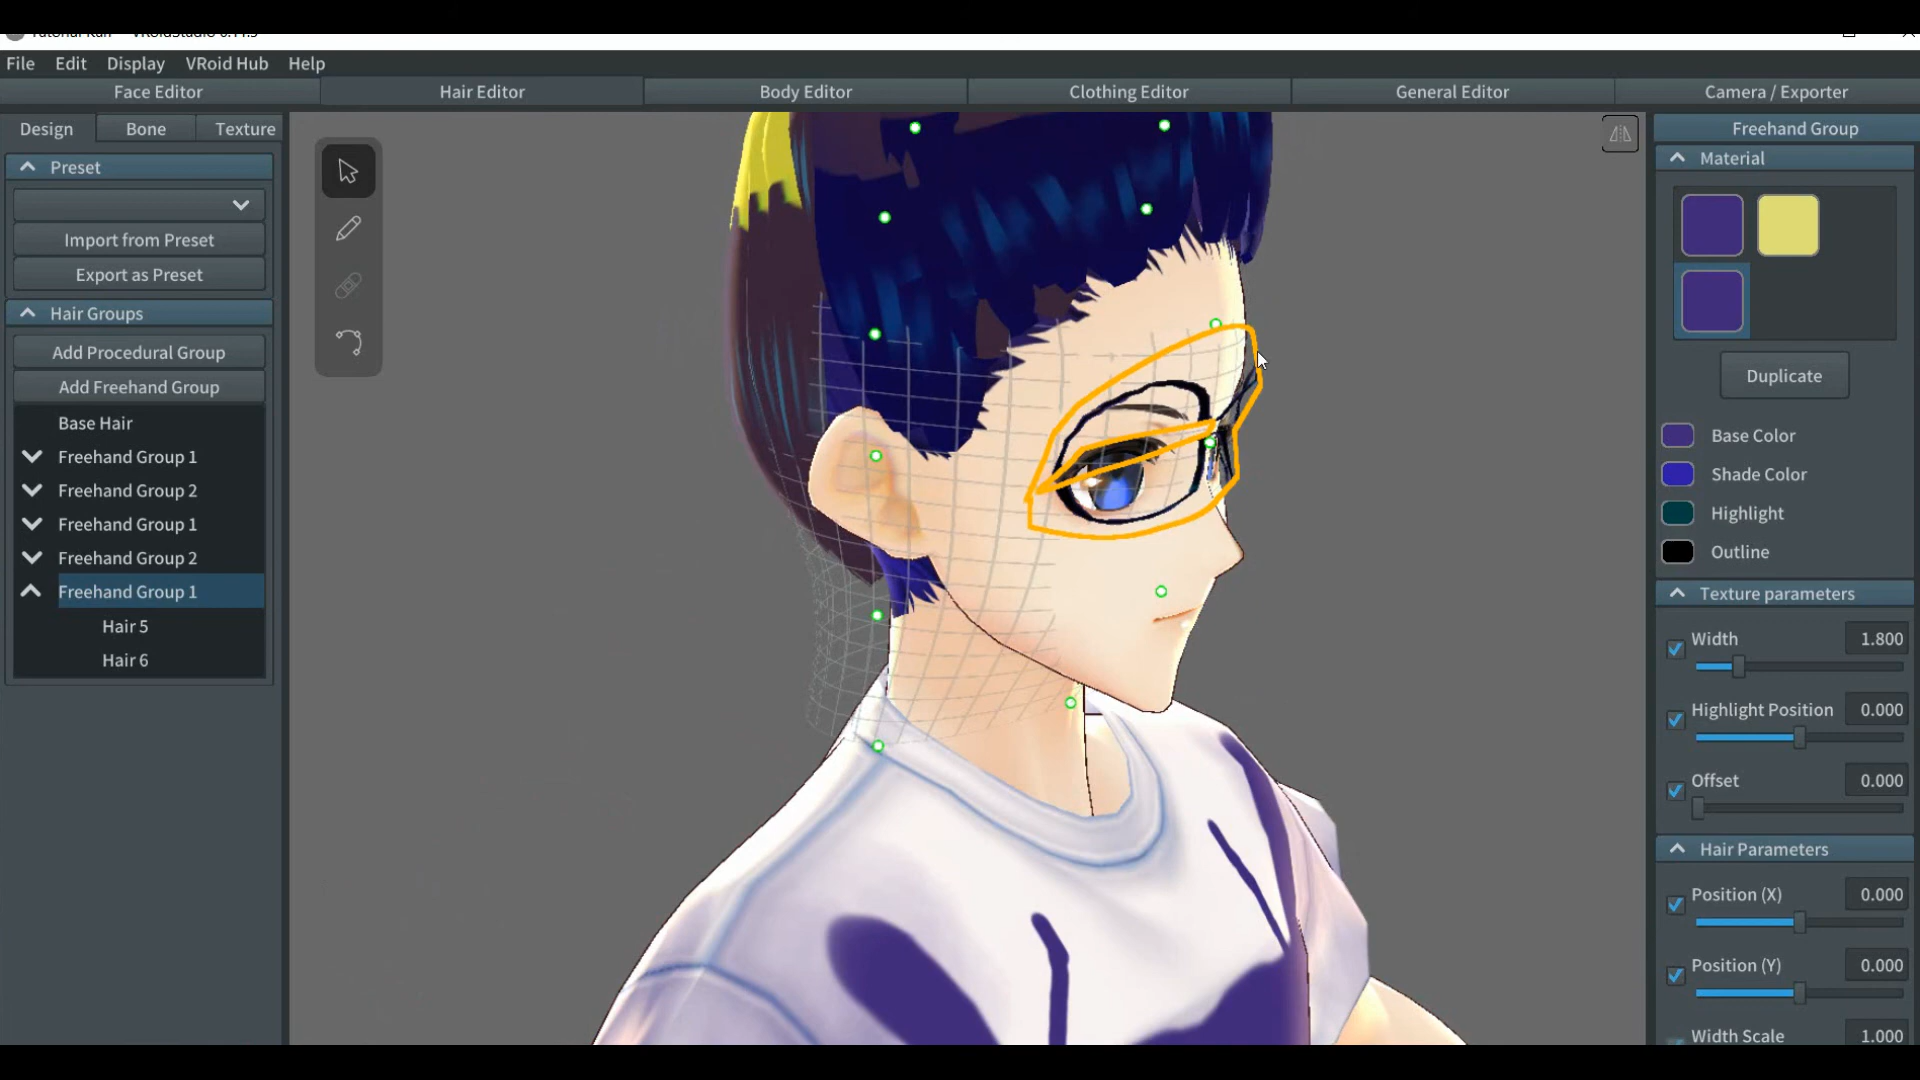 File Edit Display VRoid Hub Help
Face Editor Hair Editor Body Editor Clothing Editor General Editor Camera / Exporter
Design Bone Texture
Preset
Import from Preset
Export as Preset
Hair Groups
Add Procedural Group
Add Freehand Group
Base Hair
Freehand Group 1
Freehand Group 2
Freehand Group 1
Freehand Group 2
Freehand Group 1
Hair 5
Hair 6
Freehand Group
Material
Duplicate
Base Color
Shade Color
Highlight
Outline
Texture parameters
Width 1.800
Highlight Position 0.000
Offset 0.000
Hair Parameters
Position (X) 0.000
Position (Y) 0.000
Width Scale 1.000